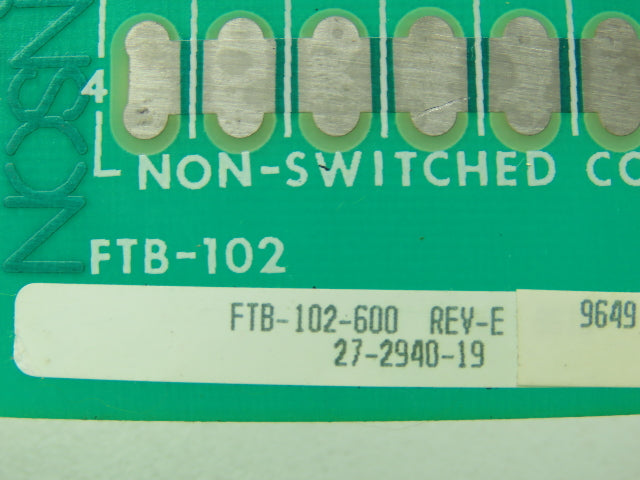 4
NON-SWITCHED CO
FTB-102
FTB-102-600 REV-E 9649
27-2940-19